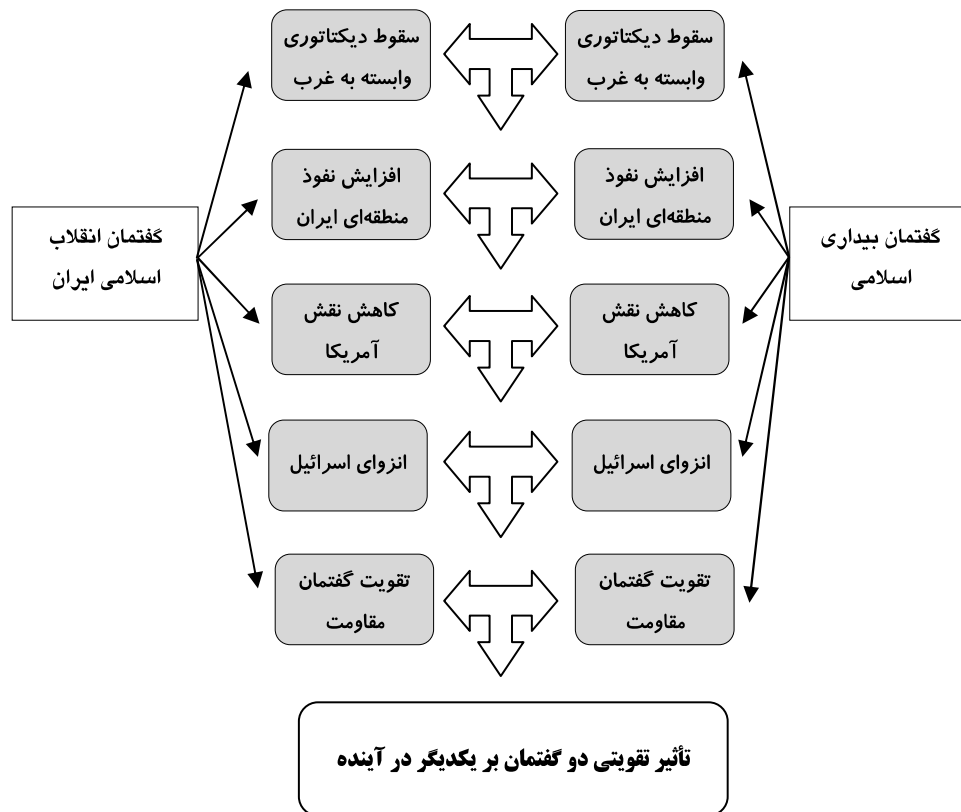 سقوط دیکتاتوری
وابسته به غرب
سقوط دیکتاتوری
وابسته به غرب
افزایش نفوذ
منطقه‌ای ایران
افزایش نفوذ
منطقه‌ای ایران
گفتمان بیداری
اسلامی
گفتمان انقلاب
اسلامی ایران
کاهش نقش
آمریکا
کاهش نقش
آمریکا
انزوای اسرائیل
انزوای اسرائیل
تقویت گفتمان
مقاومت
تقویت گفتمان
مقاومت
تأثیر تقویتی دو گفتمان بر یکدیگر در آینده